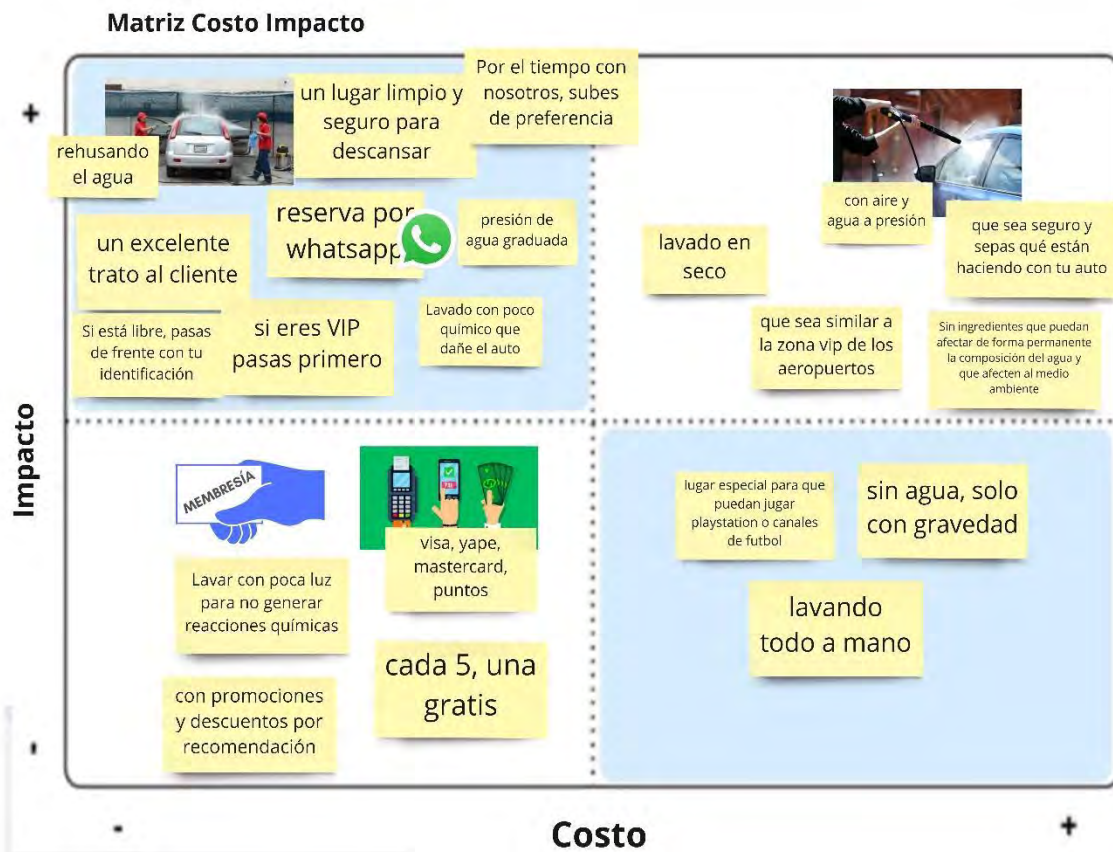 Matriz Costo Impacto
+
rehusando
el agua
un lugar limpio y
seguro para
descansar
Por el tiempo con
nosotros, subes
de preferencia
un excelente
trato al cliente
reserva por
whatsapp
presión de
agua graduada
Si está libre, pasas
de frente con tu
identificación
si eres VIP
pasas primero
Lavado con poco
químico que
dañe el auto
con aire y
agua a presión
lavado en
seco
que sea seguro y
sepas qué están
haciendo con tu auto
que sea similar a
la zona vip de los
aeropuertos
Sin ingredientes que puedan
afectar de forma permanente
la composición del agua y
que afecten al medio
ambiente
Impacto
MEMBRESÍA
visa, yape,
mastercard,
puntos
Lavar con poca luz
para no generar
reacciones químicas
cada 5, una
gratis
con promociones
y descuentos por
recomendación
lugar especial para que
puedan jugar
playstation o canales
de futbol
sin agua, solo
con gravedad
lavando
todo a mano
-
-
Costo
+